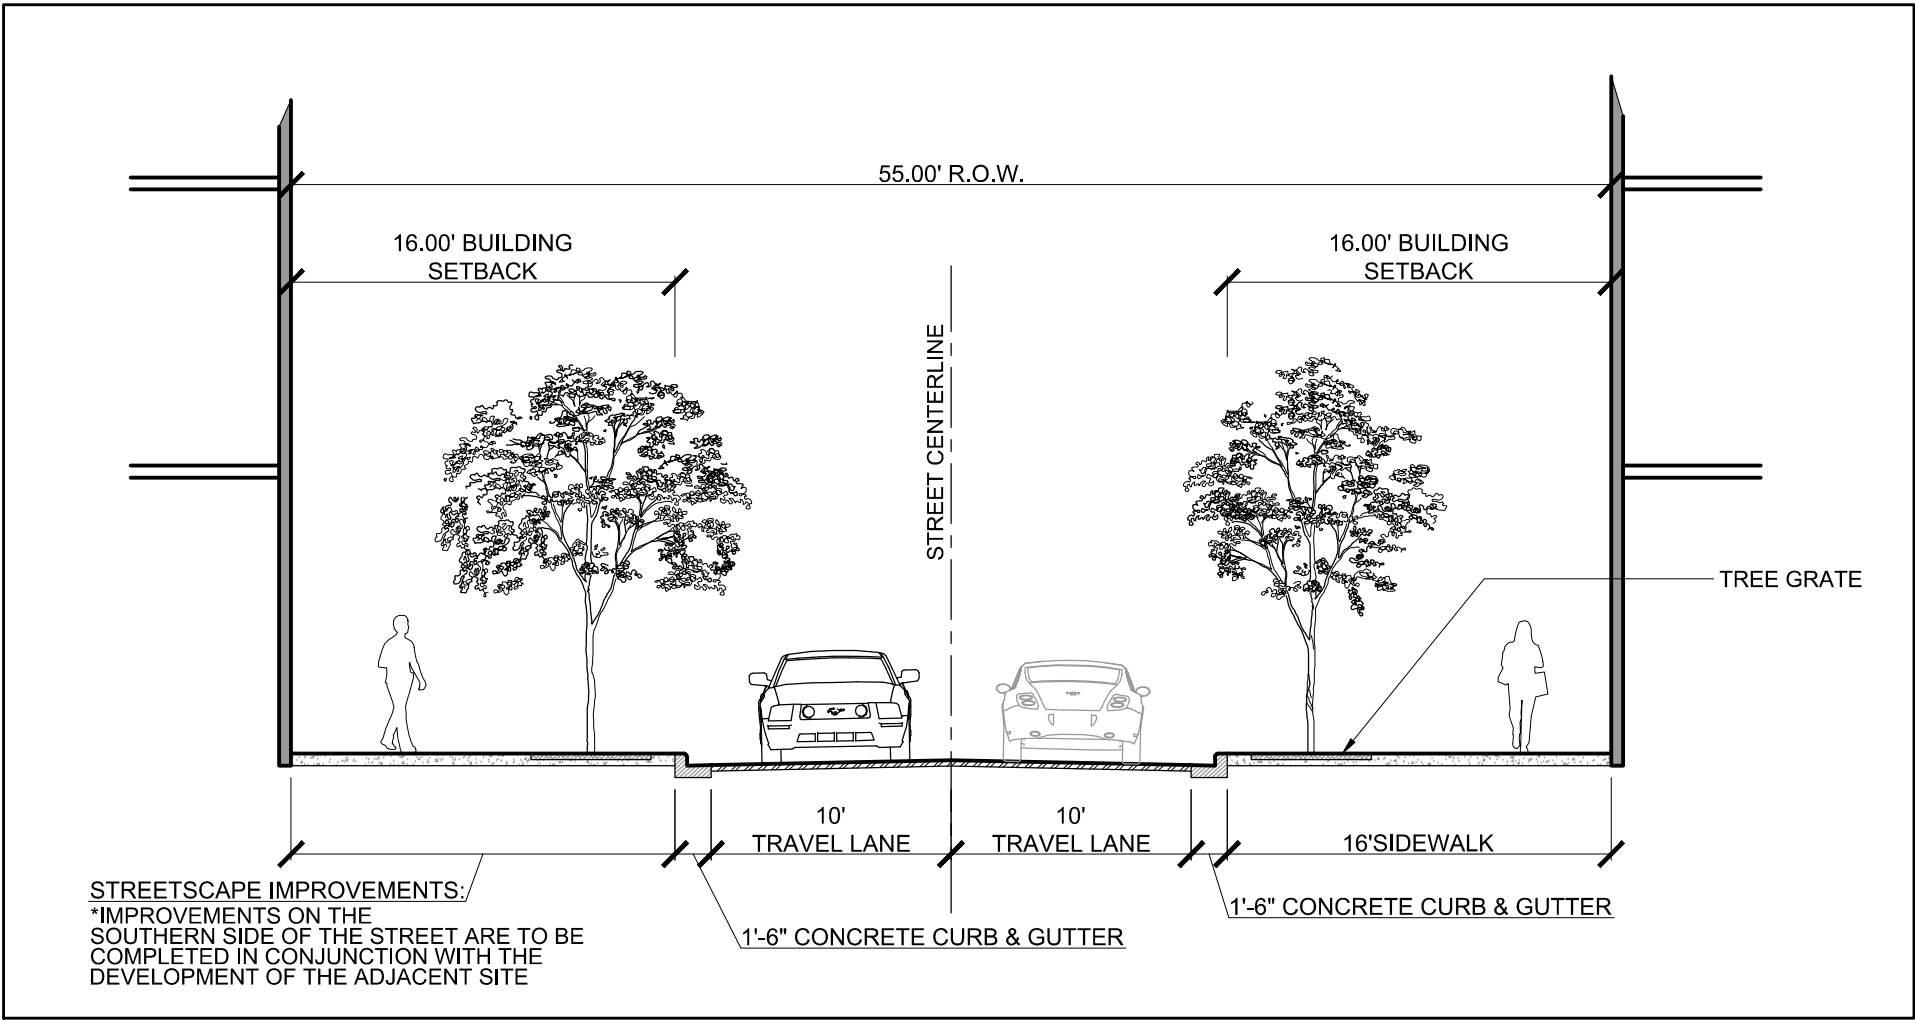 55.00' R.O.W.
16.00' BUILDING
SETBACK
16.00' BUILDING
SETBACK
STREET CENTERLINE
TREE GRATE
10'
TRAVEL LANE
10'
TRAVEL LANE
16'SIDEWALK
STREETSCAPE IMPROVEMENTS:
*IMPROVEMENTS ON THE
SOUTHERN SIDE OF THE STREET ARE TO BE
COMPLETED IN CONJUNCTION WITH THE
DEVELOPMENT OF THE ADJACENT SITE
1'-6" CONCRETE CURB & GUTTER
1'-6" CONCRETE CURB & GUTTER